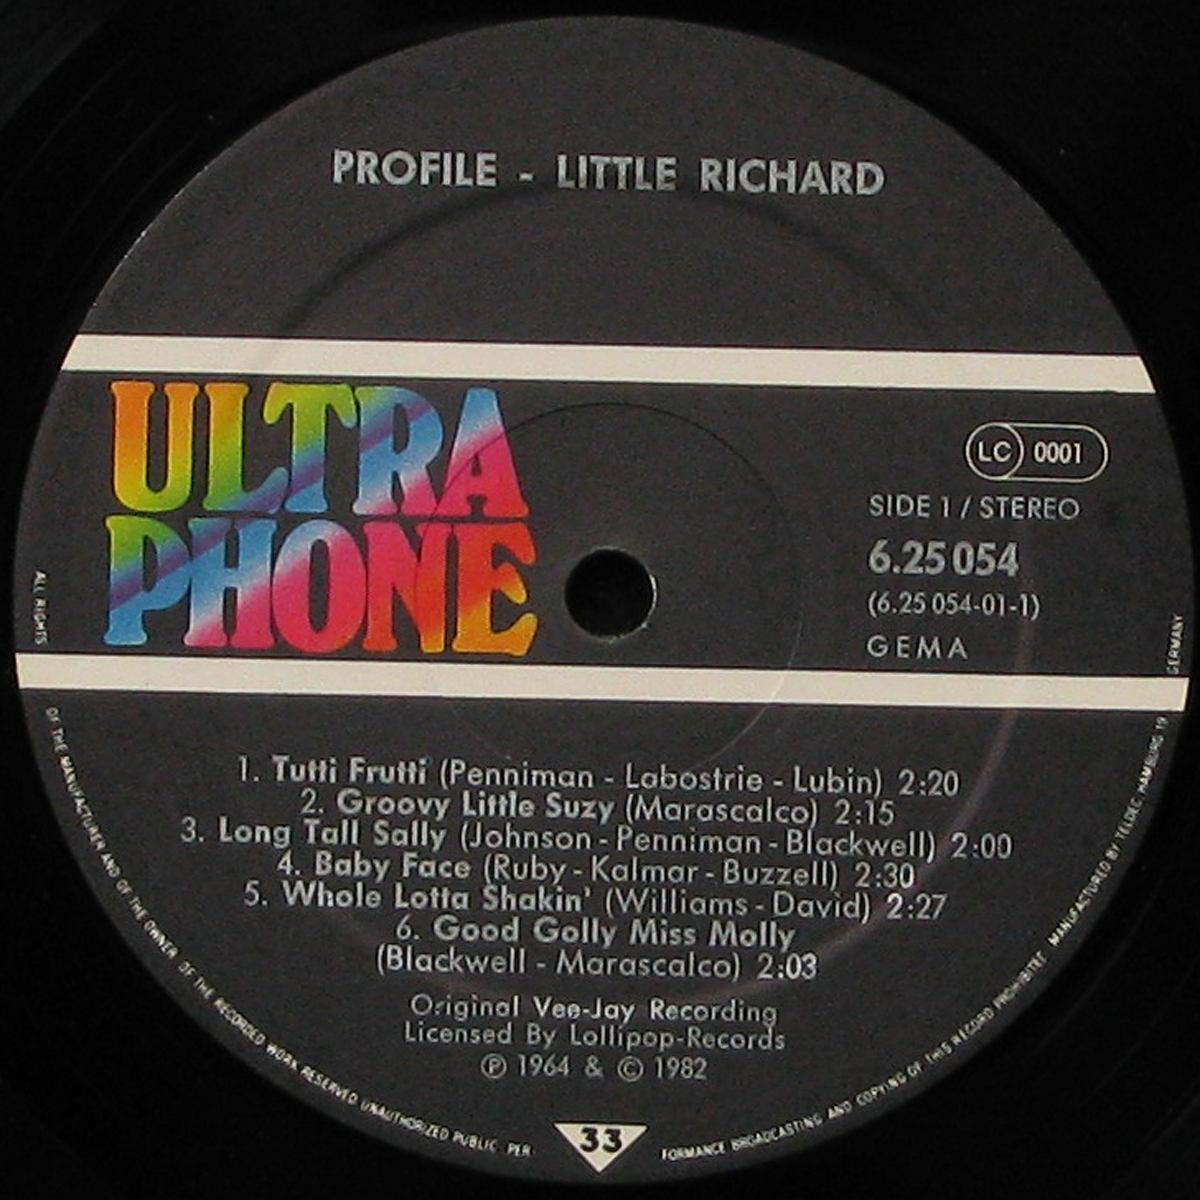 PROFILE - LITTLE RICHARD
ULTRA
PHONE
LC 0001
SIDE 1 / STEREO
6.25 054
(6.25 054-01-1)
GEMA
1. Tutti Frutti (Penniman - Labostrie - Lubin) 2:20
2. Groovy Little Suzy (Marascalco) 2:15
3. Long Tall Sally (Johnson - Penniman - Blackwell) 2:00
4. Baby Face (Ruby - Kalmar - Buzzell) 2:30
5. Whole Lotta Shakin' (Williams - David) 2:27
6. Good Golly Miss Molly
(Blackwell - Marascalco) 2:03
Original Vee-Jay Recording
Licensed By Lollipop-Records
℗ 1964 & © 1982
33
ALL RIGHTS OF THE MANUFACTURER AND OF THE OWNER OF THE RECORDED WORK RESERVED UNAUTHORIZED PUBLIC PER FORMANCE BROADCASTING AND COPYING OF THIS RECORD PROHIBITET MANUFACTURED BY TELDEC HAMBURG 19 GERMANY